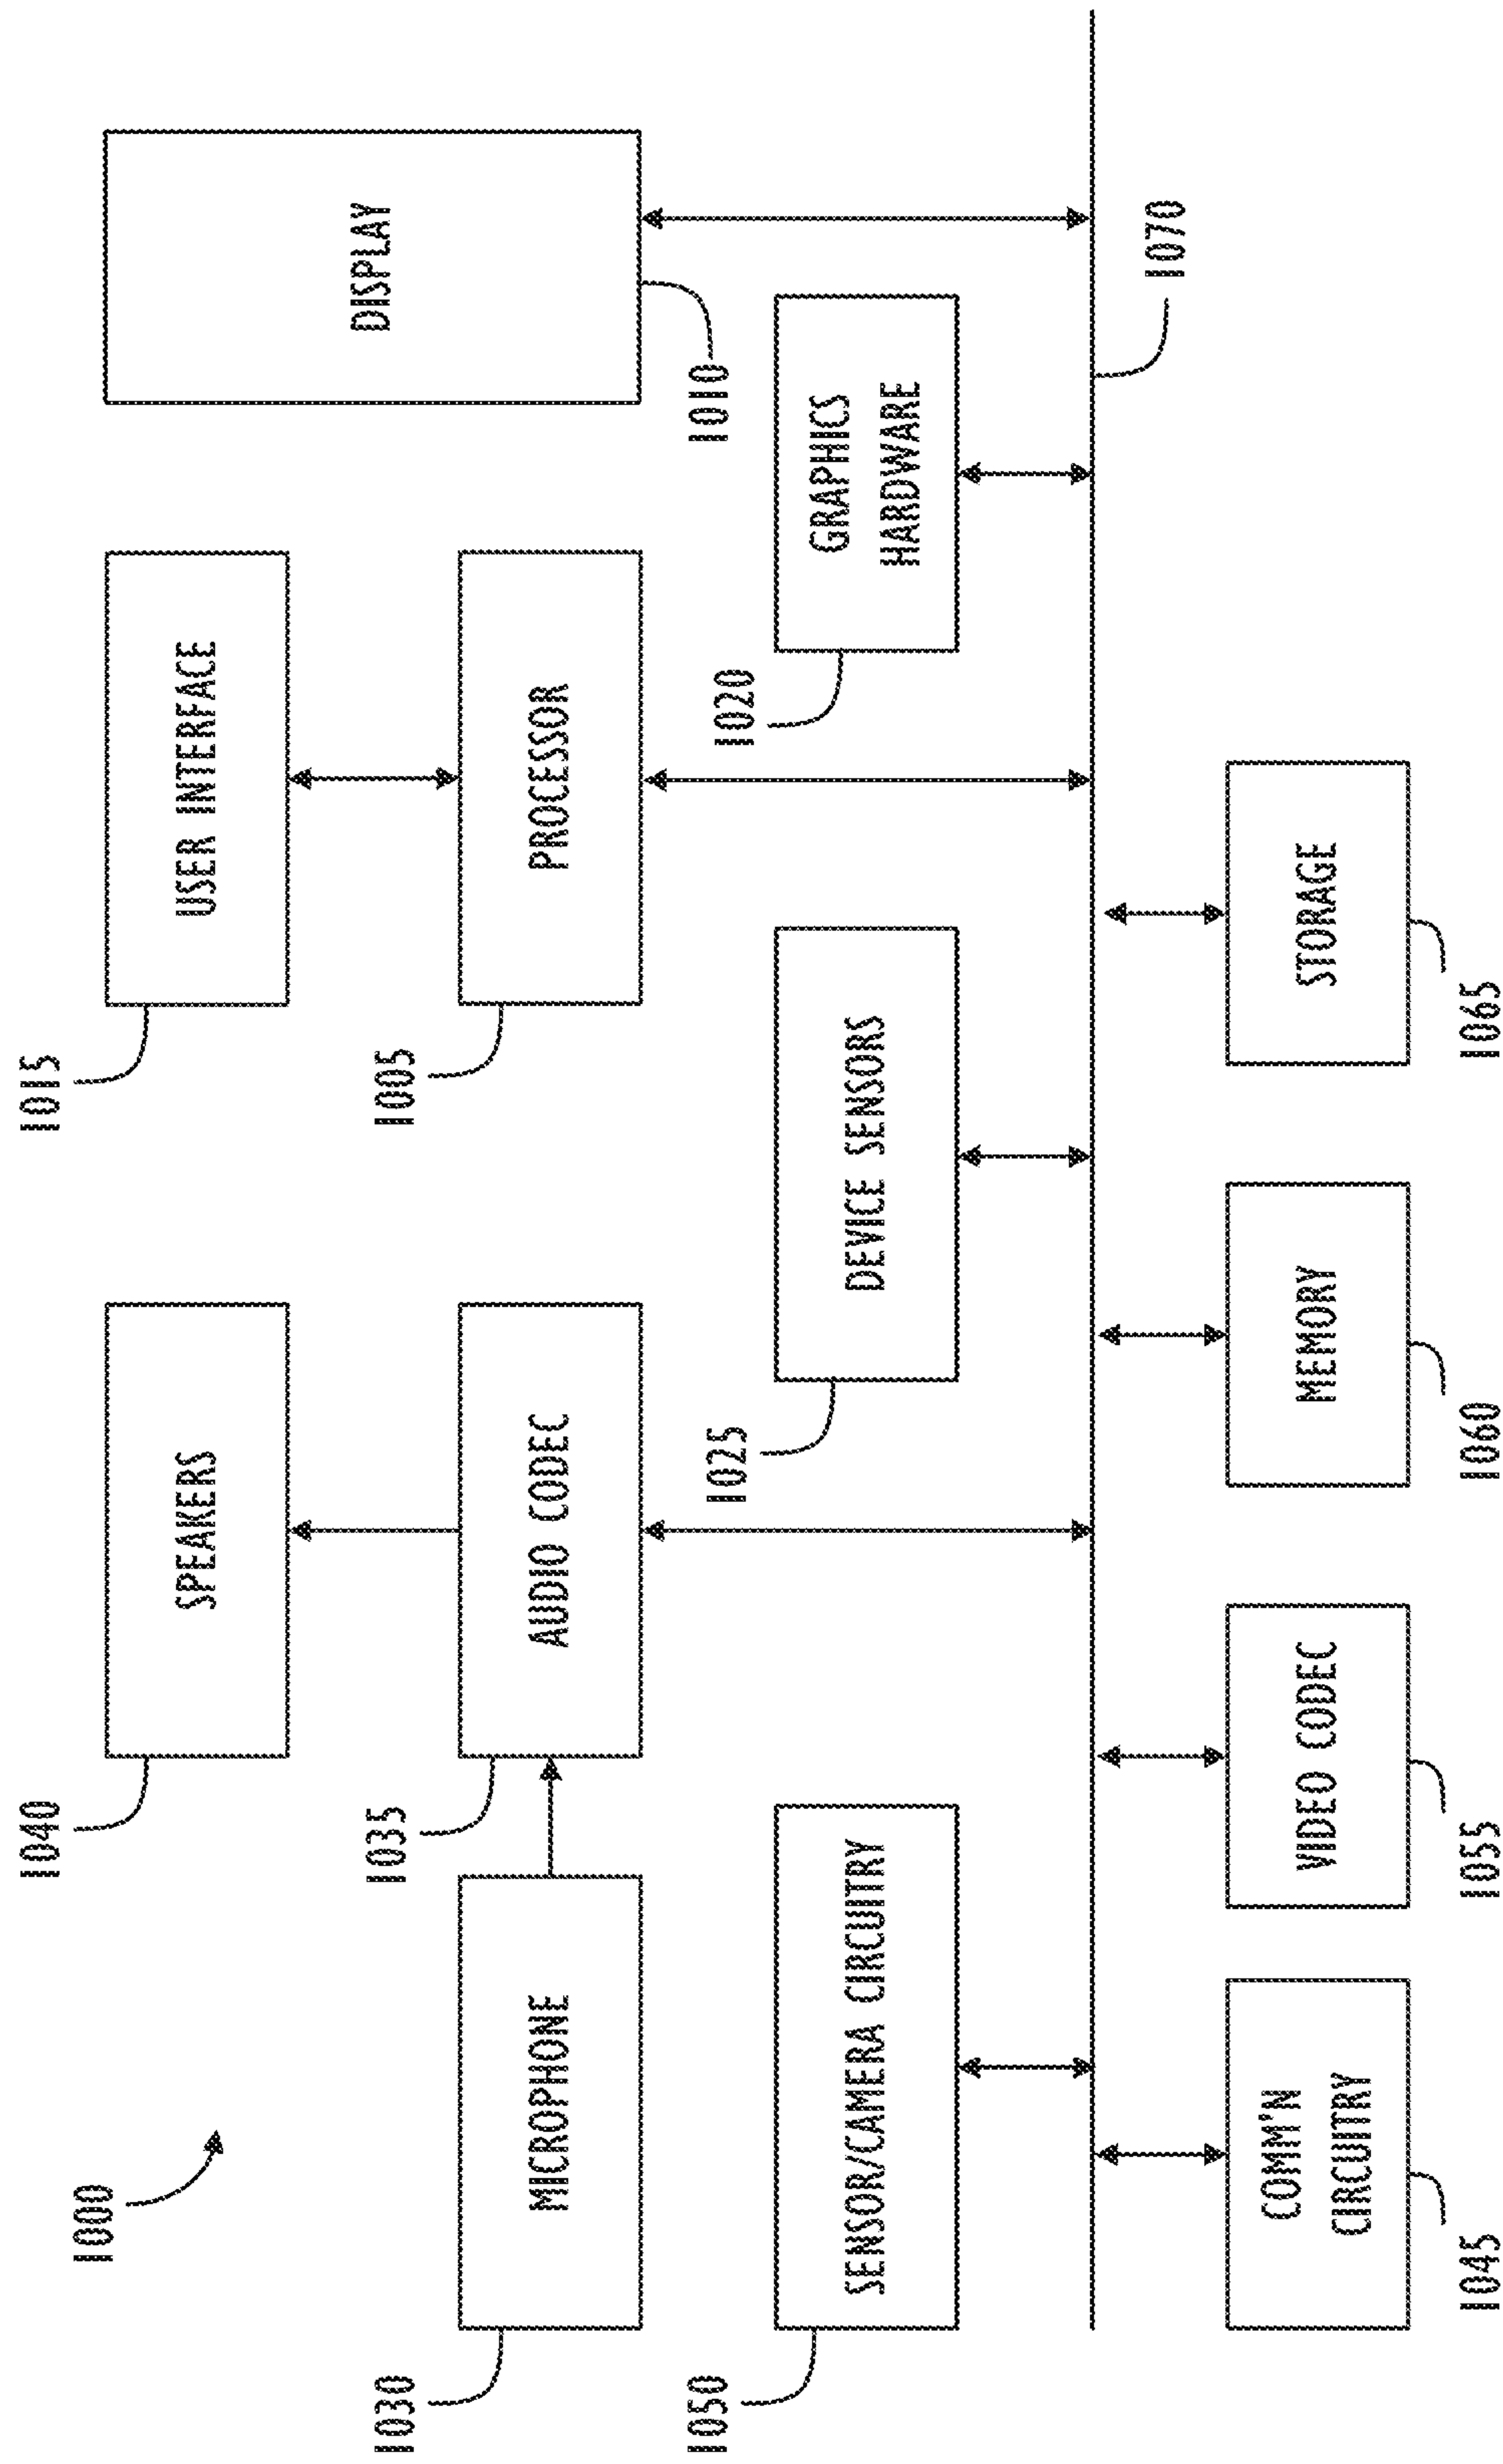 1000
1040
SPEAKERS
1015
USER INTERFACE
DISPLAY
1030
MICROPHONE
1035
AUDIO CODEC
1005
PROCESSOR
1010
1050
SENSOR/CAMERA CIRCUITRY
1025
DEVICE SENSORS
1020
GRAPHICS
HARDWARE
1070
COMM'N
CIRCUITRY
1045
VIDEO CODEC
1055
MEMORY
1060
STORAGE
1065